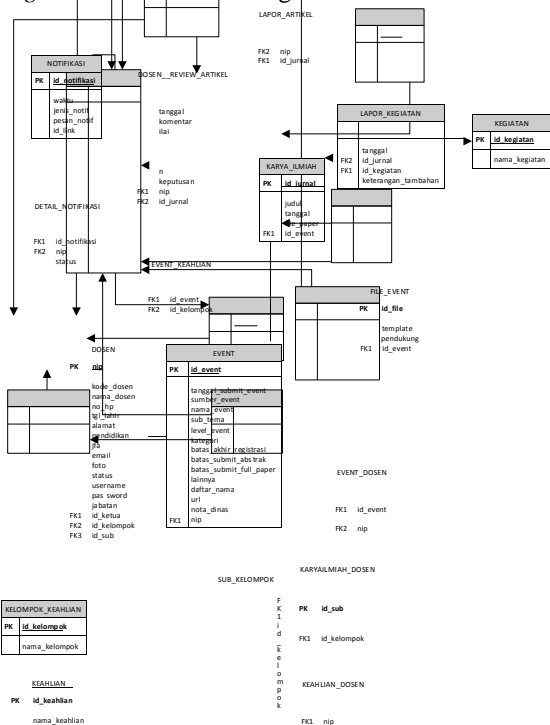 LAPOR_ARTIKEL
FK2 nip
FK1 id_jurnal
NOTIFIKASI
PK id_notifikasi
waktu
jenis_notif
pesan_notif
id_link
DOSEN__REVIEW_ARTIKEL
tanggal
komentar
ilai
n
keputusan
FK1 nip
FK2 id_jurnal
LAPOR_KEGIATAN
tanggal
FK2 id_jurnal
FK1 id_kegiatan
keterangan_tambahan
KEGIATAN
PK id_kegiatan
nama_kegiatan
KARYA_ILMIAH
PK id_jurnal
judul
tanggal
FK1 id_event
DETAIL_NOTIFIKASI
FK1 id_notifikasi
FK2 nip
status
EVENT_KEAHLIAN
FK1 id_event
FK2 id_kelompok
FILE_EVENT
PK id_file
template
pendukung
FK1 id_event
DOSEN
PK nip
kode_dosen
nama_dosen
no_hp
tgl_lahir
alamat
pendidikan
jfa
email
foto
status
username
pas sword
jabatan
FK1 id_ketua
FK2 id_kelompok
FK3 id_sub
EVENT
PK id_event
tanggal_submit_event
sumber_event
nama_event
sub_tema
level_event
kategori
batas_akhir_registrasi
batas_submit_abstrak
batas_submit_full_paper
lainnya
daftar_nama
url
nota_dinas
FK1 nip
EVENT_DOSEN
FK1 id_event
FK2 nip
KARYAILMIAH_DOSEN
SUB_KELOMPOK
F
K
1
i
d
_
k
e
l
o
m
p
o
k
PK id_sub
FK1 id_kelompok
KELOMPOK_KEAHLIAN
PK id_kelompok
nama_kelompok
KEAHLIAN
PK id_keahlian
nama_keahlian
KEAHLIAN_DOSEN
FK1 nip